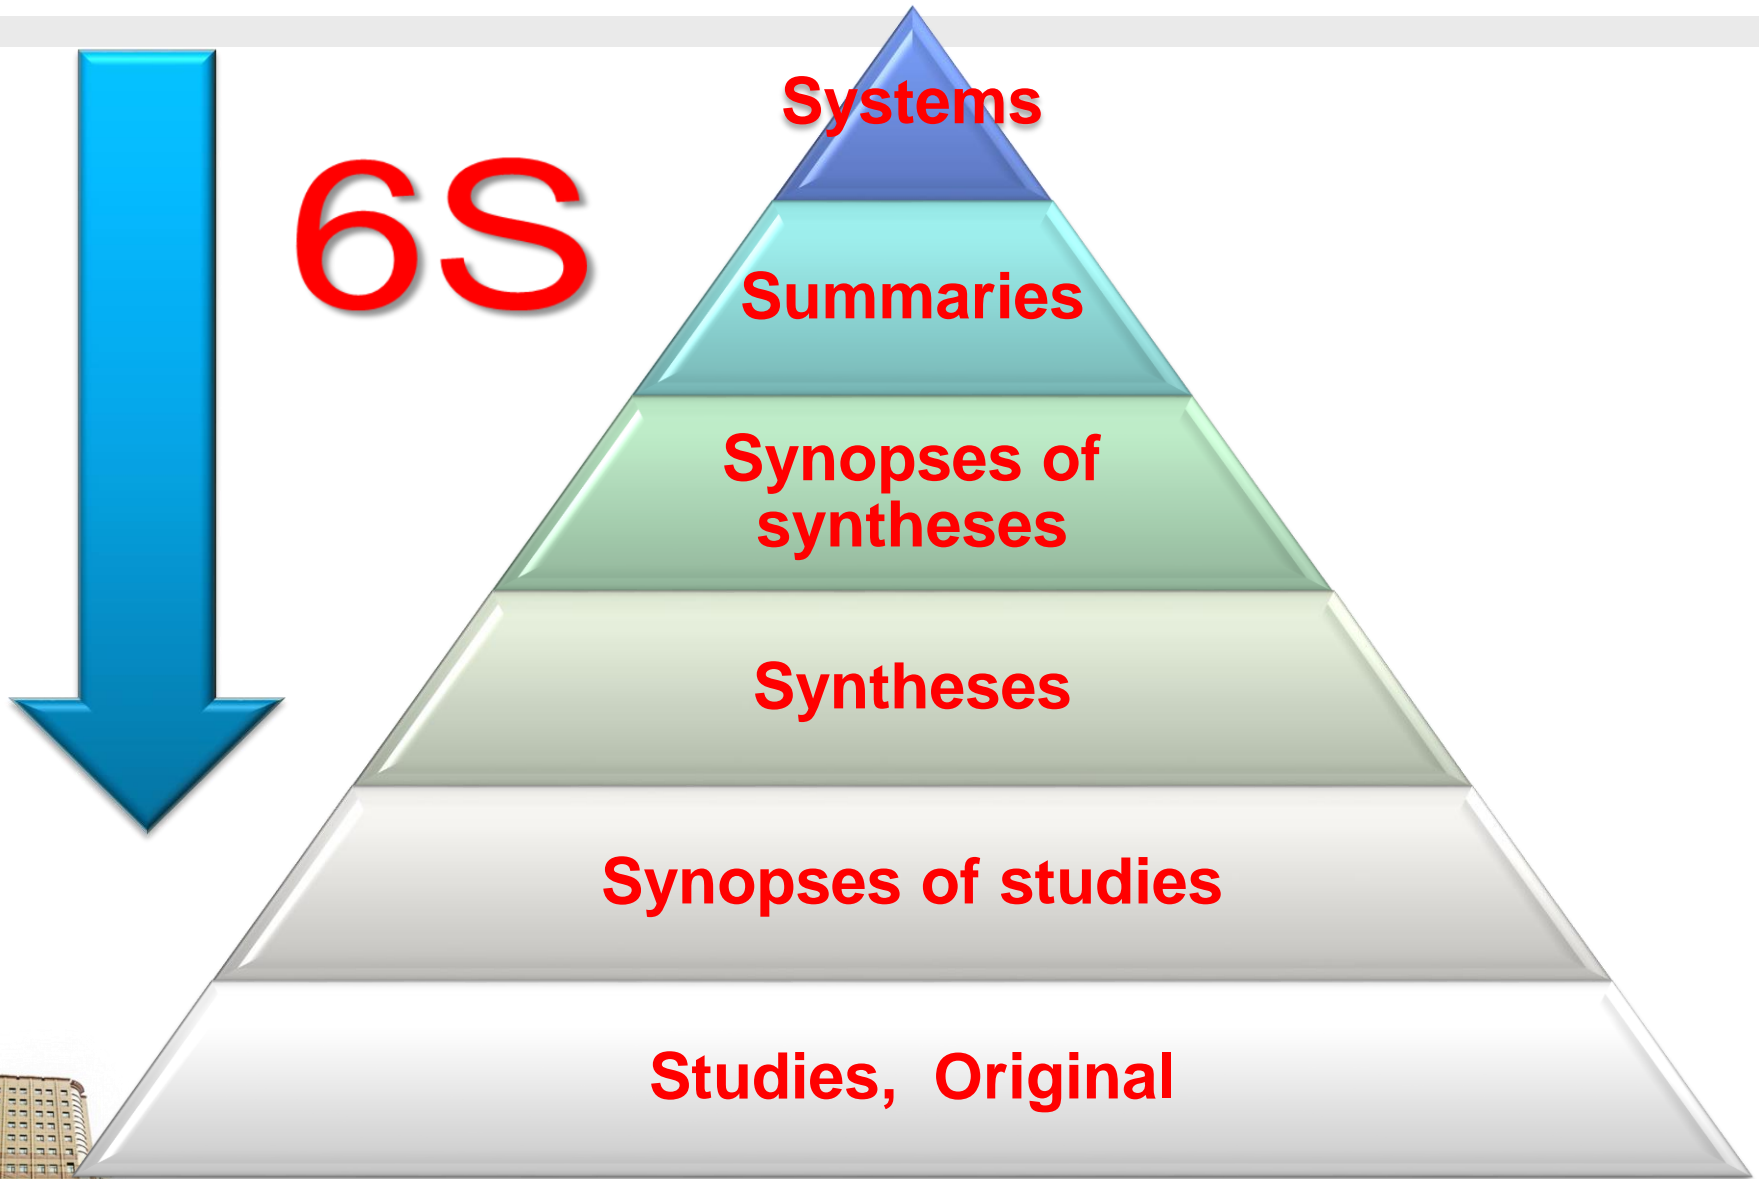 Systems
6S
Summaries
Synopses of
syntheses
Syntheses
Synopses of studies
Studies, Original